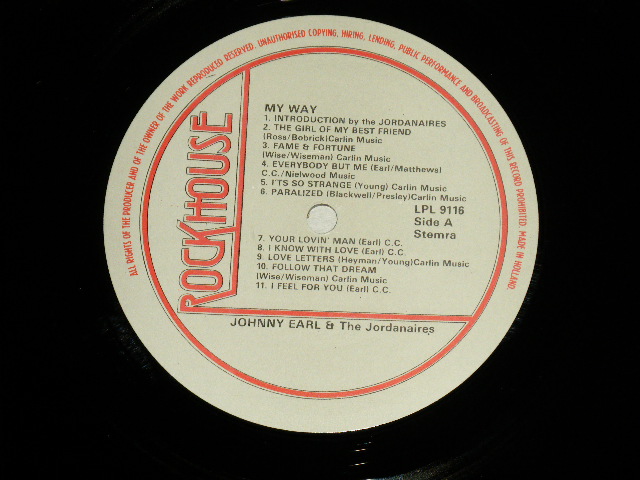 ALL RIGHTS OF THE PRODUCER AND OF THE OWNER OF THE WORK REPRODUCED RESERVED. UNAUTHORISED COPYING, HIRING, LENDING, PUBLIC PERFORMANCE AND BROADCASTING OF THIS RECORD PROHIBITED. MADE IN HOLLAND.
ROCKHOUSE
MY WAY
1. INTRODUCTION by the JORDANAIRES
2. THE GIRL OF MY BEST FRIEND
(Ross/Bobrick)Carlin Music
3. FAME & FORTUNE
(Wise/Wiseman) Carlin Music
4. EVERYBODY BUT ME (Earl/Matthews)
C.C./Nielwood Music
5. I'TS SO STRANGE (Young) Carlin Music
6. PARALIZED (Blackwell/Presley)Carlin Music
LPL 9116
Side A
Stemra
7. YOUR LOVIN' MAN (Earl) C.C.
8. I KNOW WITH LOVE (Earl) C.C.
9. LOVE LETTERS (Heyman/Young)Carlin Music
10. FOLLOW THAT DREAM
(Wise/Wiseman) Carlin Music
11. I FEEL FOR YOU (Earl) C.C.
JOHNNY EARL & The Jordanaires